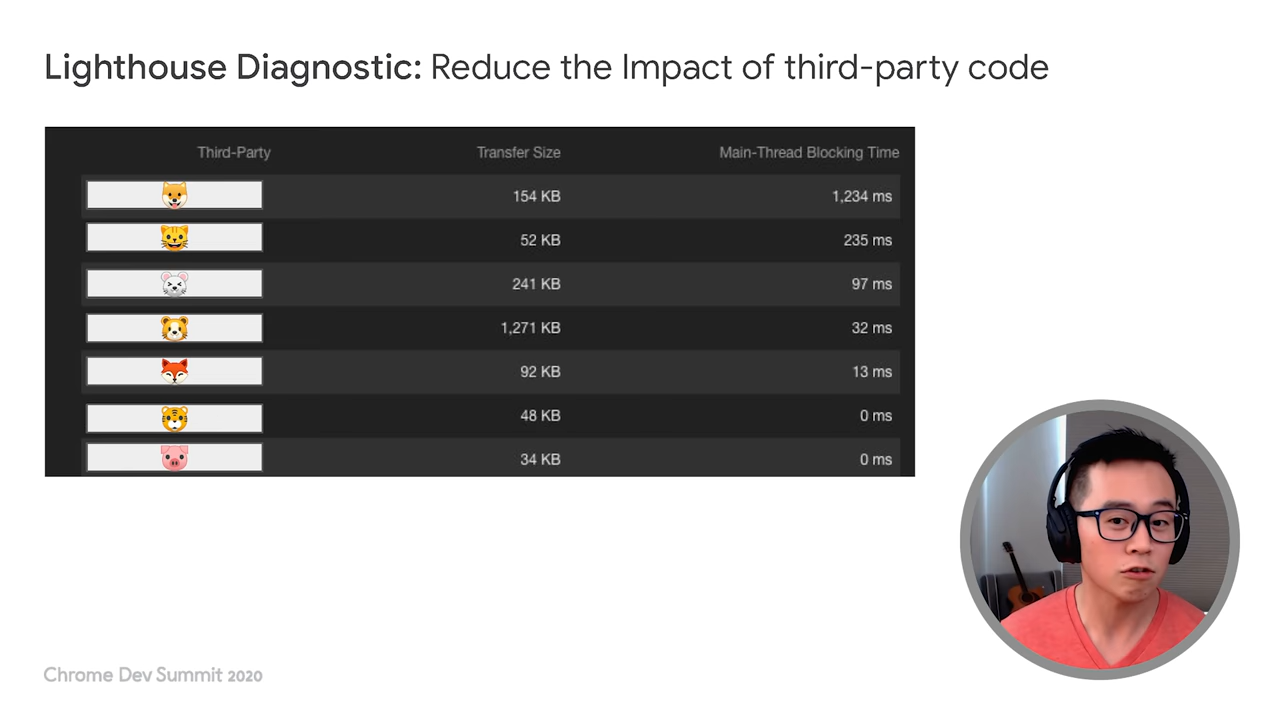 Lighthouse Diagnostic: Reduce the Impact of third-party code
Third-Party Transfer Size Main-Thread Blocking Time
154 KB 1,234 ms
52 KB 235 ms
241 KB 97 ms
1,271 KB 32 ms
92 KB 13 ms
48 KB 0 ms
34 KB 0 ms
Chrome Dev Summit 2020